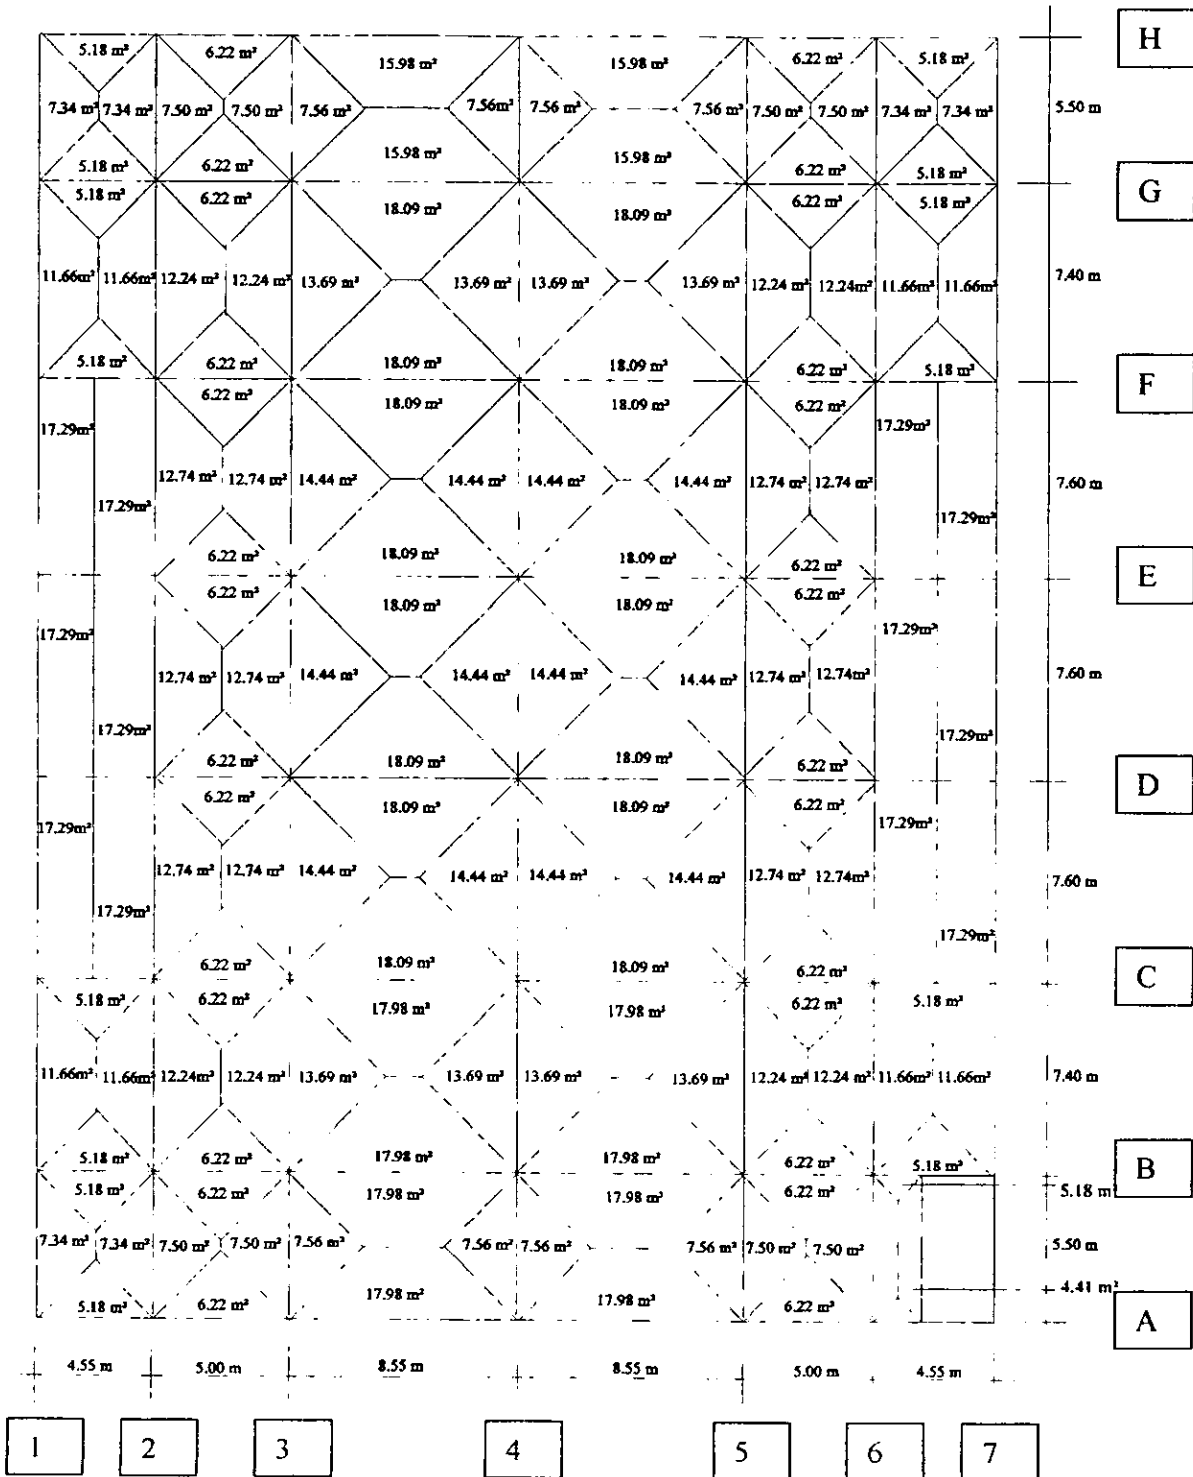 H
5.18 m² 6.22 m² 15.98 m² 15.98 m² 6.22 m² 5.18 m²
7.34 m² 7.34 m² 7.50 m² 7.50 m² 7.56 m² 7.56m² 7.56 m² 7.56 m² 7.50 m² 7.50 m² 7.34 m² 7.34 m² 5.50 m
5.18 m² 6.22 m² 15.98 m² 15.98 m² 6.22 m² 5.18 m²
G
5.18 m² 6.22 m² 18.09 m² 18.09 m² 6.22 m² 5.18 m²
11.66m² 11.66m² 12.24 m² 12.24 m² 13.69 m² 13.69 m² 13.69 m² 13.69 m² 12.24 m² 12.24m² 11.66m² 11.66m² 7.40 m
5.18 m² 6.22 m² 18.09 m² 18.09 m² 6.22 m² 5.18 m²
F
6.22 m² 18.09 m² 18.09 m² 6.22 m²
17.29m² 17.29m²
12.74 m² 12.74 m² 14.44 m² 14.44 m² 14.44 m² 14.44 m² 12.74 m² 12.74 m² 7.60 m
17.29m² 17.29m²
6.22 m² 18.09 m² 18.09 m² 6.22 m²
E
6.22 m² 18.09 m² 18.09 m² 6.22 m²
17.29m² 17.29m²
12.74 m² 12.74 m² 14.44 m² 14.44 m² 14.44 m² 14.44 m² 12.74 m² 12.74m² 7.60 m
17.29m² 17.29m²
6.22 m² 18.09 m² 18.09 m² 6.22 m²
D
6.22 m² 18.09 m² 18.09 m² 6.22 m²
17.29m² 17.29m²
12.74 m² 12.74 m² 14.44 m² 14.44 m² 14.44 m² 14.44 m² 12.74 m² 12.74m² 7.60 m
17.29m² 17.29m²
6.22 m² 18.09 m² 18.09 m² 6.22 m²
C
5.18 m² 6.22 m² 17.98 m² 17.98 m² 6.22 m² 5.18 m²
11.66m² 11.66m² 12.24m² 12.24 m² 13.69 m² 13.69 m² 13.69 m² 13.69 m² 12.24 m² 12.24 m² 11.66m² 11.66m² 7.40 m
5.18 m² 6.22 m² 17.98 m² 17.98 m² 6.22 m² 5.18 m²
B
5.18 m² 6.22 m² 17.98 m² 17.98 m² 6.22 m² 5.18 m
7.34 m² 7.34 m² 7.50 m² 7.50 m² 7.56 m² 7.56 m² 7.56 m² 7.56 m² 7.50 m² 7.50 m² 5.50 m
5.18 m² 6.22 m² 17.98 m² 17.98 m² 6.22 m² 4.41 m²
A
4.55 m 5.00 m 8.55 m 8.55 m 5.00 m 4.55 m
1 2 3 4 5 6 7